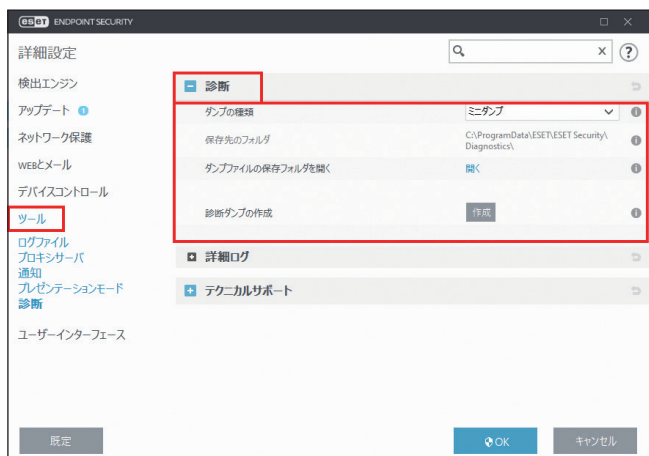 eset ENDPOINT SECURITY
詳細設定
検出エンジン
アップデート 1
ネットワーク保護
WEBとメール
デバイスコントロール
ツール
ログファイル
プロキシサーバ
通知
プレゼンテーションモード
診断
ユーザーインターフェース
診断
ダンプの種類 ミニダンプ
保存先のフォルダ C:\ProgramData\ESET\ESET Security\
Diagnostics\
ダンプファイルの保存フォルダを開く 開く
診断ダンプの作成 作成
詳細ログ
テクニカルサポート
既定 OK キャンセル